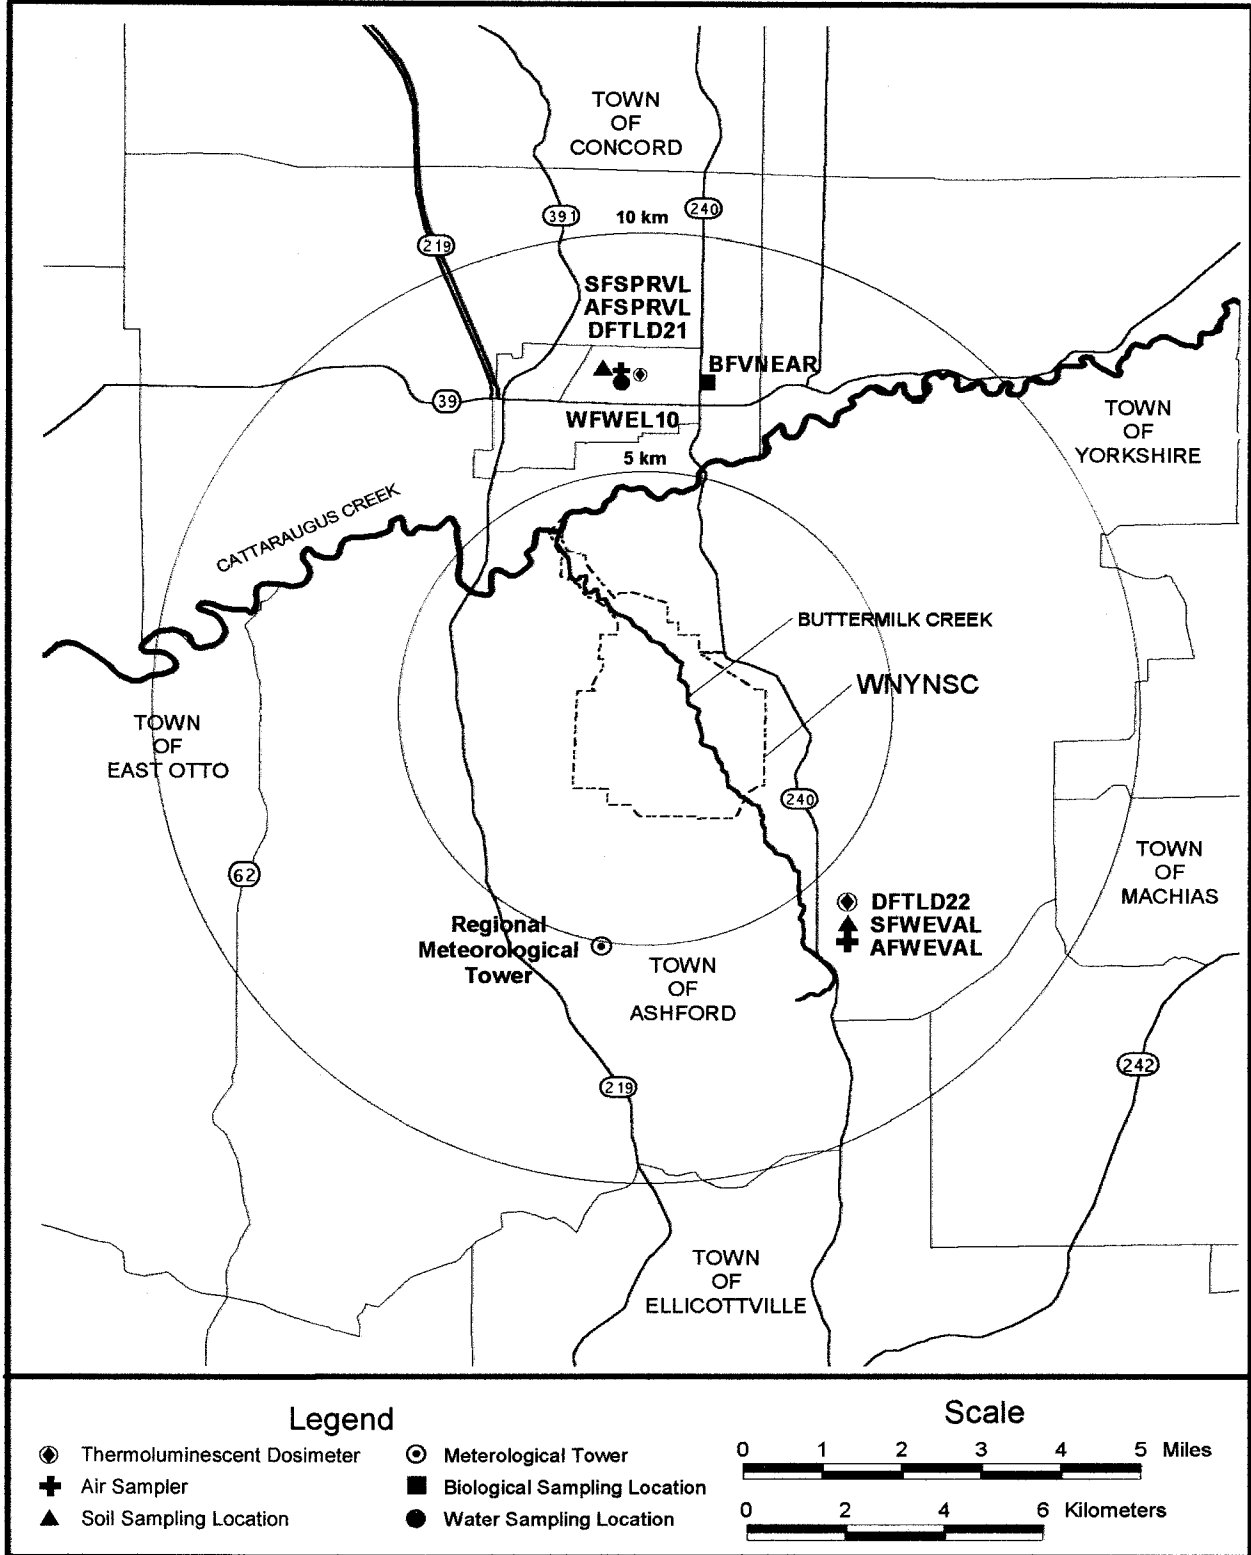 TOWN
OF
CONCORD
391
10 km
240
219
SFSPRVL
AFSPRVL
DFTLD21
BFVNEAR
39
WFWEL10
TOWN
OF
YORKSHIRE
5 km
CATTARAUGUS CREEK
BUTTERMILK CREEK
WNYNSC
TOWN
OF
EAST OTTO
240
TOWN
OF
MACHIAS
62
DFTLD22
SFWEVAL
AFWEVAL
Regional
Meteorological
Tower
TOWN
OF
ASHFORD
242
219
TOWN
OF
ELLICOTTVILLE
Legend
Thermoluminescent Dosimeter
Air Sampler
Soil Sampling Location
Meterological Tower
Biological Sampling Location
Water Sampling Location
Scale
0 1 2 3 4 5 Miles
0 2 4 6 Kilometers